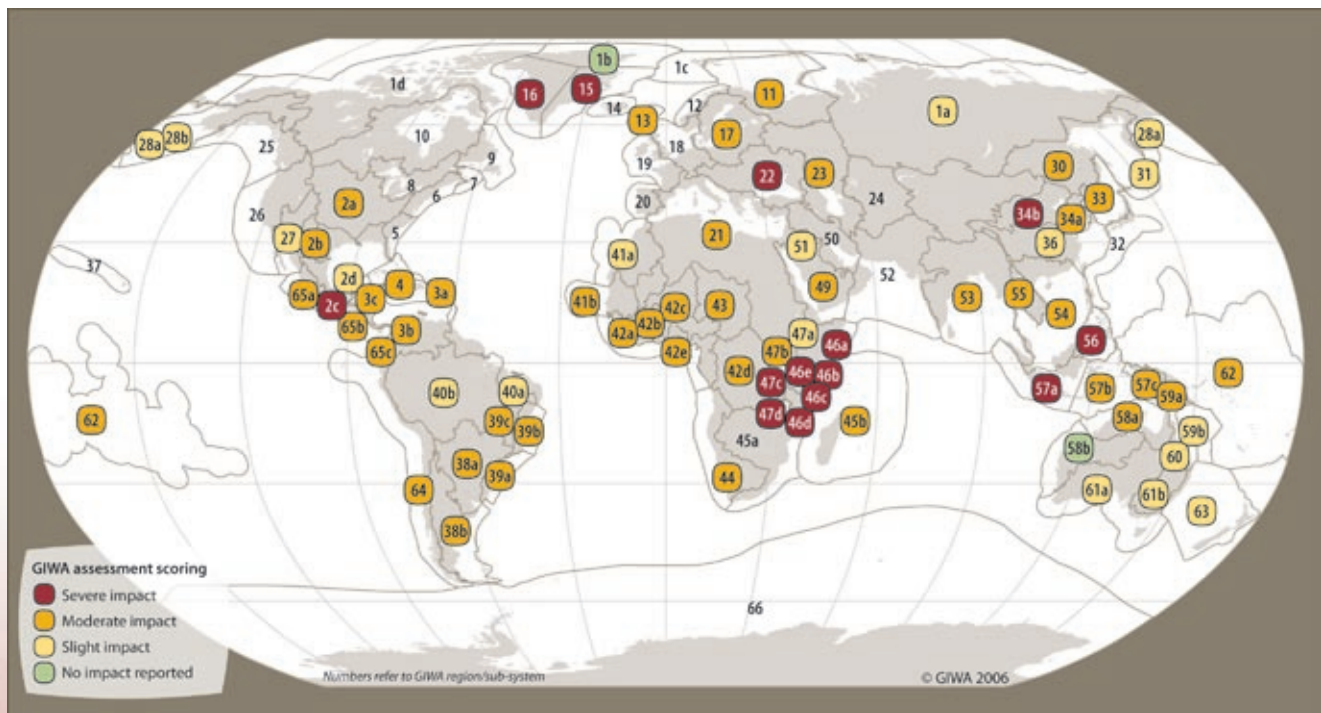 1b
1c
1d
16
15
14
12
11
1a
13
28a
28b
28a
25
10
17
18
9
19
30
31
22
23
8
7
6
20
24
33
2a
34b
34a
26
5
21
27
2b
51
50
36
32
41a
37
2d
52
4
49
65a
3c
3a
53
55
2c
41b
42c
43
54
65b
3b
42a
42b
47a
46a
56
65c
42e
47b
42d
46e
46b
62
47c
57a
57b
57c
40b
40a
46c
59a
62
39c
39b
47d
46d
45b
58a
59b
45a
58b
60
38a
39a
44
64
61a
61b
63
38b
GIWA assessment scoring
Severe impact
Moderate impact
Slight impact
No impact reported
66
Numbers refer to GIWA region/sub-system
© GIWA 2006